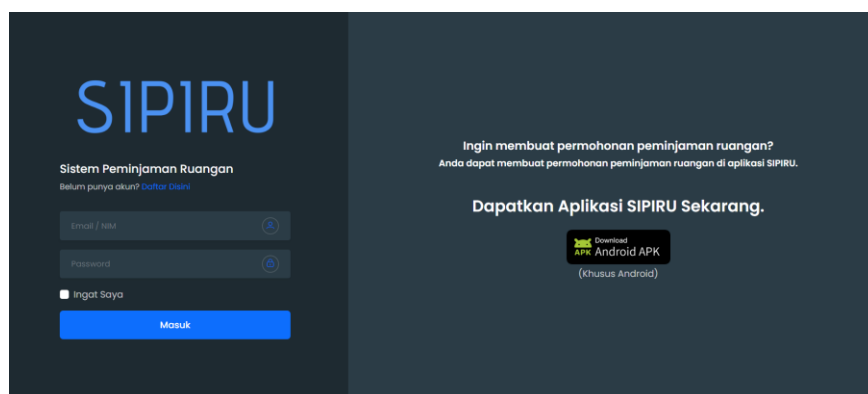 SIPIRU
Sistem Peminjaman Ruangan
Belum punya akun? Daftar Disini
Email / NIM
Password
Ingat Saya
Masuk
Ingin membuat permohonan peminjaman ruangan?
Anda dapat membuat permohonan peminjaman ruangan di aplikasi SIPIRU.
Dapatkan Aplikasi SIPIRU Sekarang.
Download
APK Android APK
(Khusus Android)